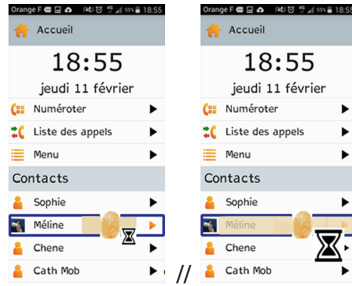 Orange F 55% 18:55
Accueil
18:55
jeudi 11 février
Numéroter
Liste des appels
Menu
Contacts
Sophie
Méline
Chene
Cath Mob
//
Orange F 55% 18:55
Accueil
18:55
jeudi 11 février
Numéroter
Liste des appels
Menu
Contacts
Sophie
Méline
Chene
Cath Mob